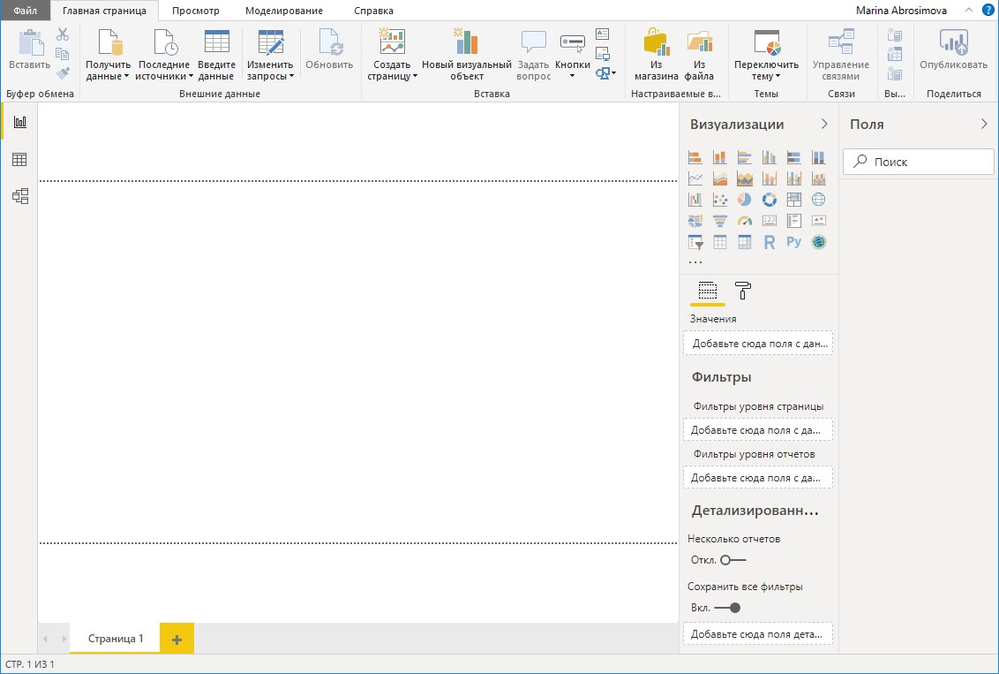 Файл Главная страница Просмотр Моделирование Справка Marina Abrosimova ?
Вставить
Получить данные
Последние источники
Введите данные
Изменить запросы
Обновить
Создать страницу
Новый визуальный объект
Задать вопрос
Кнопки
Из магазина
Из файла
Переключить тему
Управление связями
Опубликовать
Буфер обмена Внешние данные Вставка Настраиваемые в... Темы Связи Вы... Поделиться
Визуализации
Поля
Поиск
123
R Py
...
Значения
Добавьте сюда поля с дан...
Фильтры
Фильтры уровня страницы
Добавьте сюда поля с да...
Фильтры уровня отчетов
Добавьте сюда поля с да...
Детализированн...
Несколько отчетов
Откл.
Сохранить все фильтры
Вкл.
Добавьте сюда поля дета...
Страница 1 +
СТР. 1 ИЗ 1